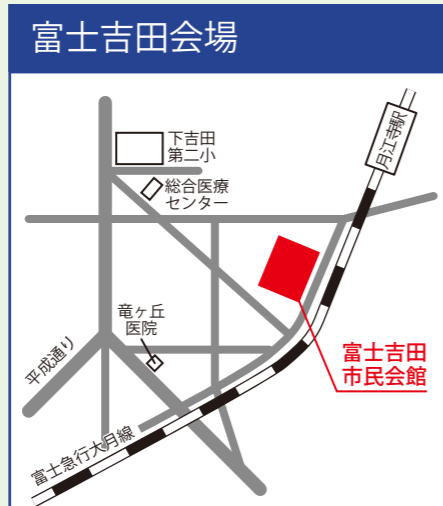 富士吉田会場
月江寺駅
下吉田
第二小
総合医療
センター
竜ヶ丘
医院
平成通り
富士吉田
市民会館
富士急行大月線